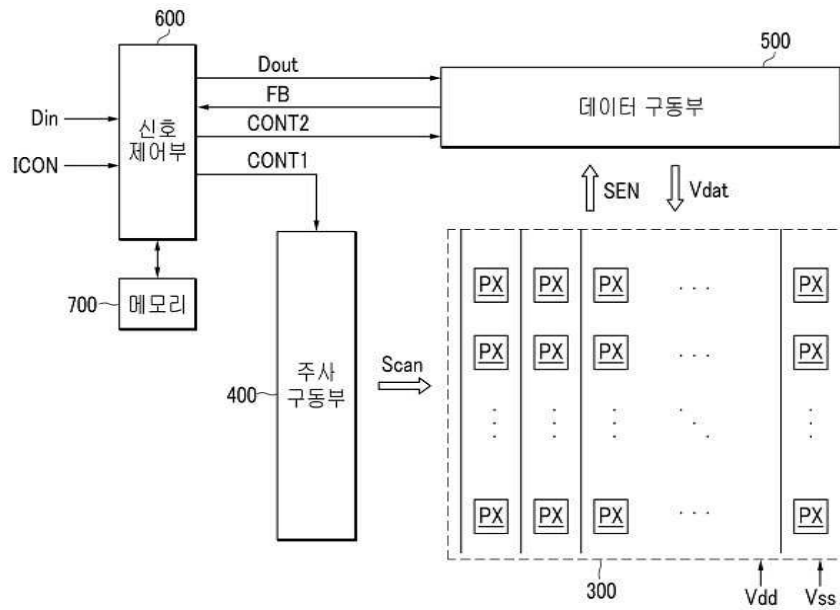 600
500
Dout
FB
CONT2
CONT1
Din
ICON
신호
제어부
데이터 구동부
SEN
Vdat
700
메모리
400
주사
구동부
Scan
PX PX PX . . . PX
PX PX PX . . . PX
PX PX PX . . . PX
300
Vdd
Vss